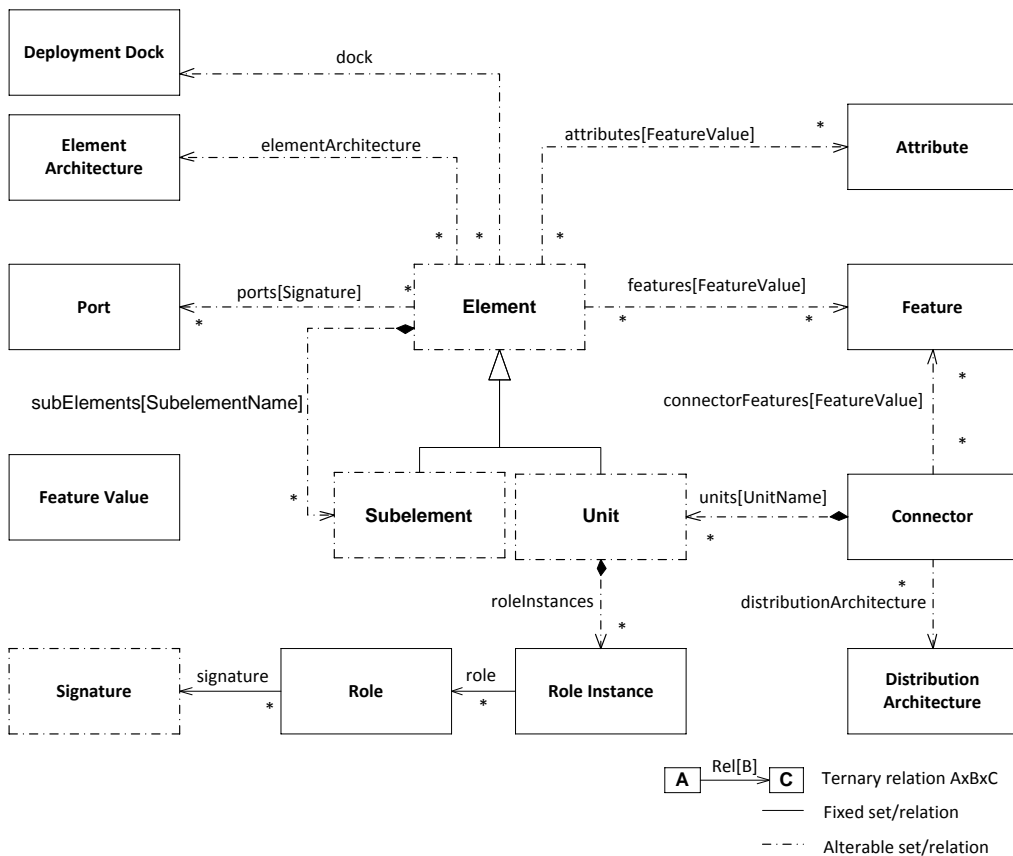 Deployment Dock
dock
Element
Architecture
elementArchitecture
attributes[FeatureValue]
*
Attribute
*
*
*
Port
ports[Signature]
*
*
Element
features[FeatureValue]
*
*
Feature
subElements[SubelementName]
*
connectorFeatures[FeatureValue]
*
Feature Value
*
Subelement
Unit
units[UnitName]
*
Connector
roleInstances
*
*
distributionArchitecture
Signature
signature
*
Role
role
*
Role Instance
Distribution
Architecture
A
Rel[B]
C
Ternary relation AxBxC
Fixed set/relation
Alterable set/relation